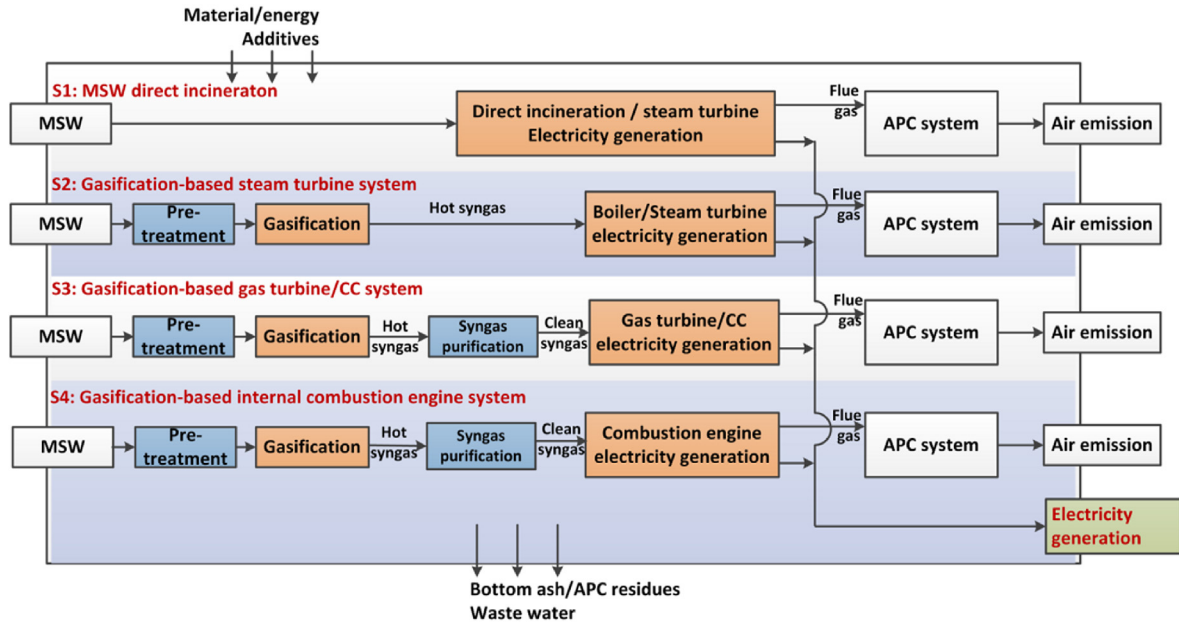 Material/energy
Additives
S1: MSW direct incineraton
MSW
Direct incineration / steam turbine
Electricity generation
Flue
gas
APC system
Air emission
S2: Gasification-based steam turbine system
MSW
Pre-
treatment
Gasification
Hot syngas
Boiler/Steam turbine
electricity generation
Flue
gas
APC system
Air emission
S3: Gasification-based gas turbine/CC system
MSW
Pre-
treatment
Gasification
Hot
syngas
Syngas
purification
Clean
syngas
Gas turbine/CC
electricity generation
Flue
gas
APC system
Air emission
S4: Gasification-based internal combustion engine system
MSW
Pre-
treatment
Gasification
Hot
syngas
Syngas
purification
Clean
syngas
Combustion engine
electricity generation
Flue
gas
APC system
Air emission
Electricity
generation
Bottom ash/APC residues
Waste water